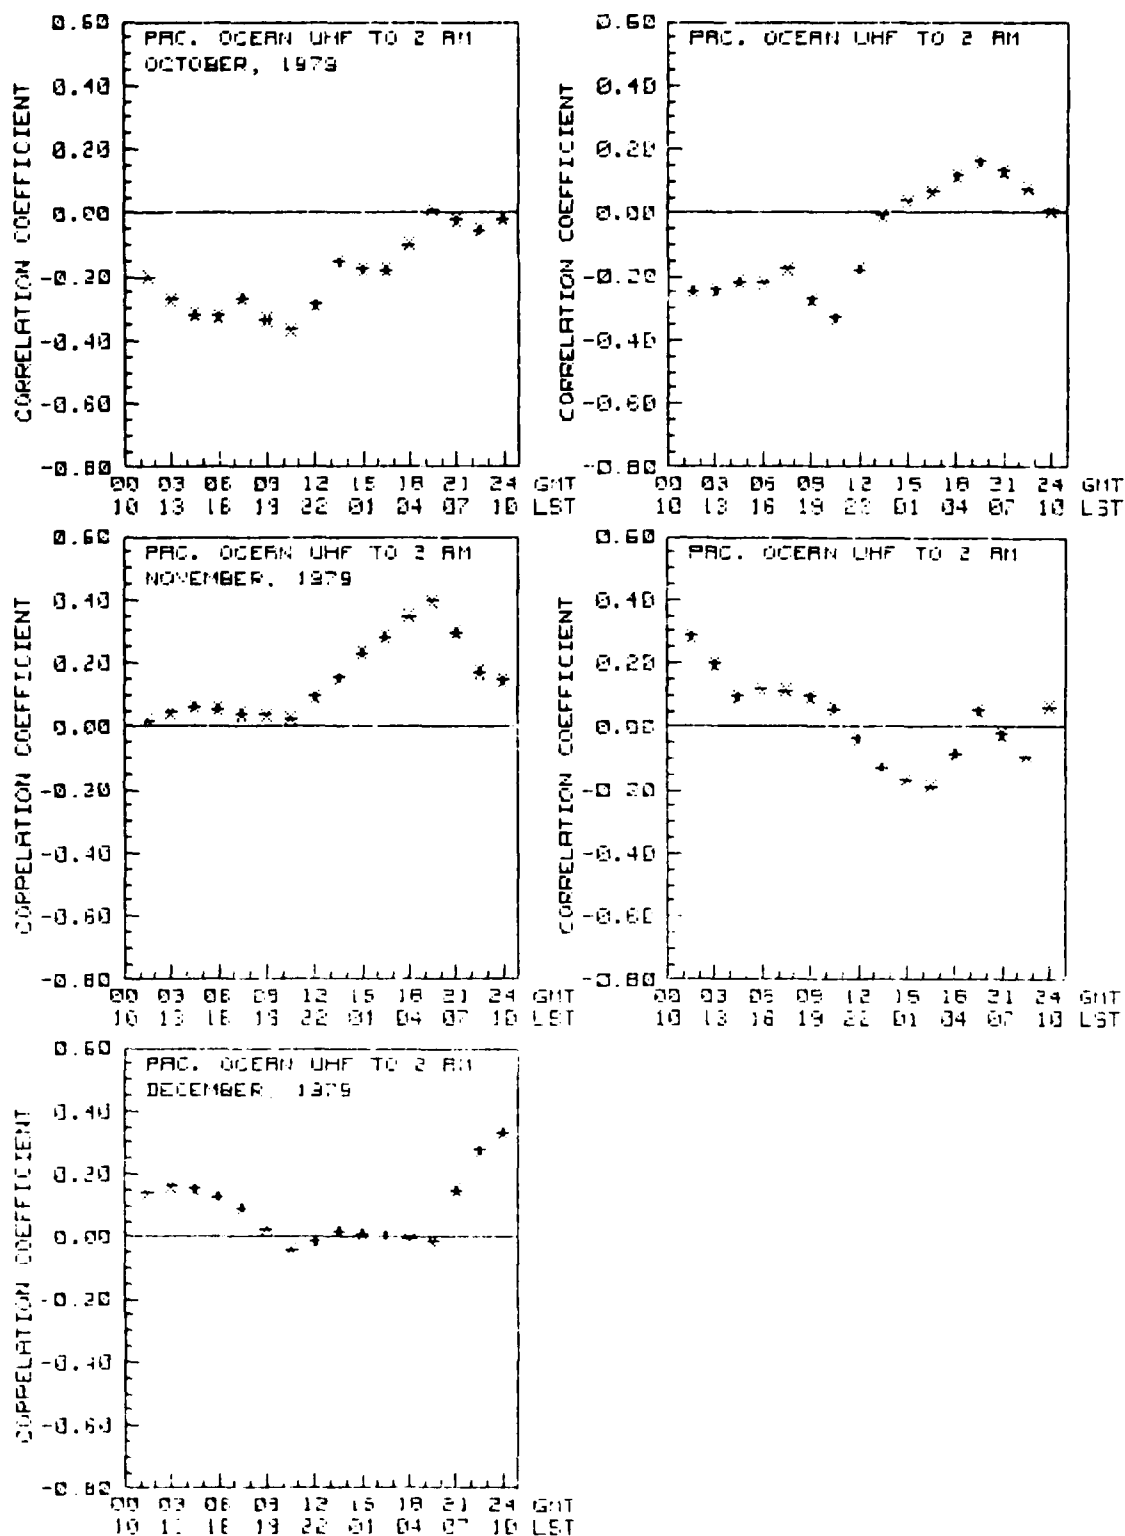 0.60
PAC. OCEAN UHF TO 2 AM
OCTOBER, 1979
0.40
0.20
0.00
-0.20
-0.40
-0.60
-0.80
CORRELATION COEFFICIENT
00 03 06 09 12 15 18 21 24 GMT
10 13 16 19 22 01 04 07 10 LST
0.60
PAC. OCEAN UHF TO 2 AM
0.40
0.20
0.00
-0.20
-0.40
-0.60
-0.80
CORRELATION COEFFICIENT
00 03 06 09 12 15 18 21 24 GMT
10 13 16 19 22 01 04 07 10 LST
0.60
PAC. OCEAN UHF TO 2 AM
NOVEMBER, 1979
0.40
0.20
0.00
-0.20
-0.40
-0.60
-0.80
CORRELATION COEFFICIENT
00 03 06 09 12 15 18 21 24 GMT
10 13 16 19 22 01 04 07 10 LST
0.60
PAC. OCEAN UHF TO 2 AM
0.40
0.20
0.00
-0.20
-0.40
-0.60
-0.80
CORRELATION COEFFICIENT
00 03 06 09 12 15 18 21 24 GMT
10 13 16 19 22 01 04 07 10 LST
0.60
PAC. OCEAN UHF TO 2 AM
DECEMBER, 1979
0.40
0.20
0.00
-0.20
-0.40
-0.60
-0.80
CORRELATION COEFFICIENT
00 03 06 09 12 15 18 21 24 GMT
10 13 16 19 22 01 04 07 10 LST